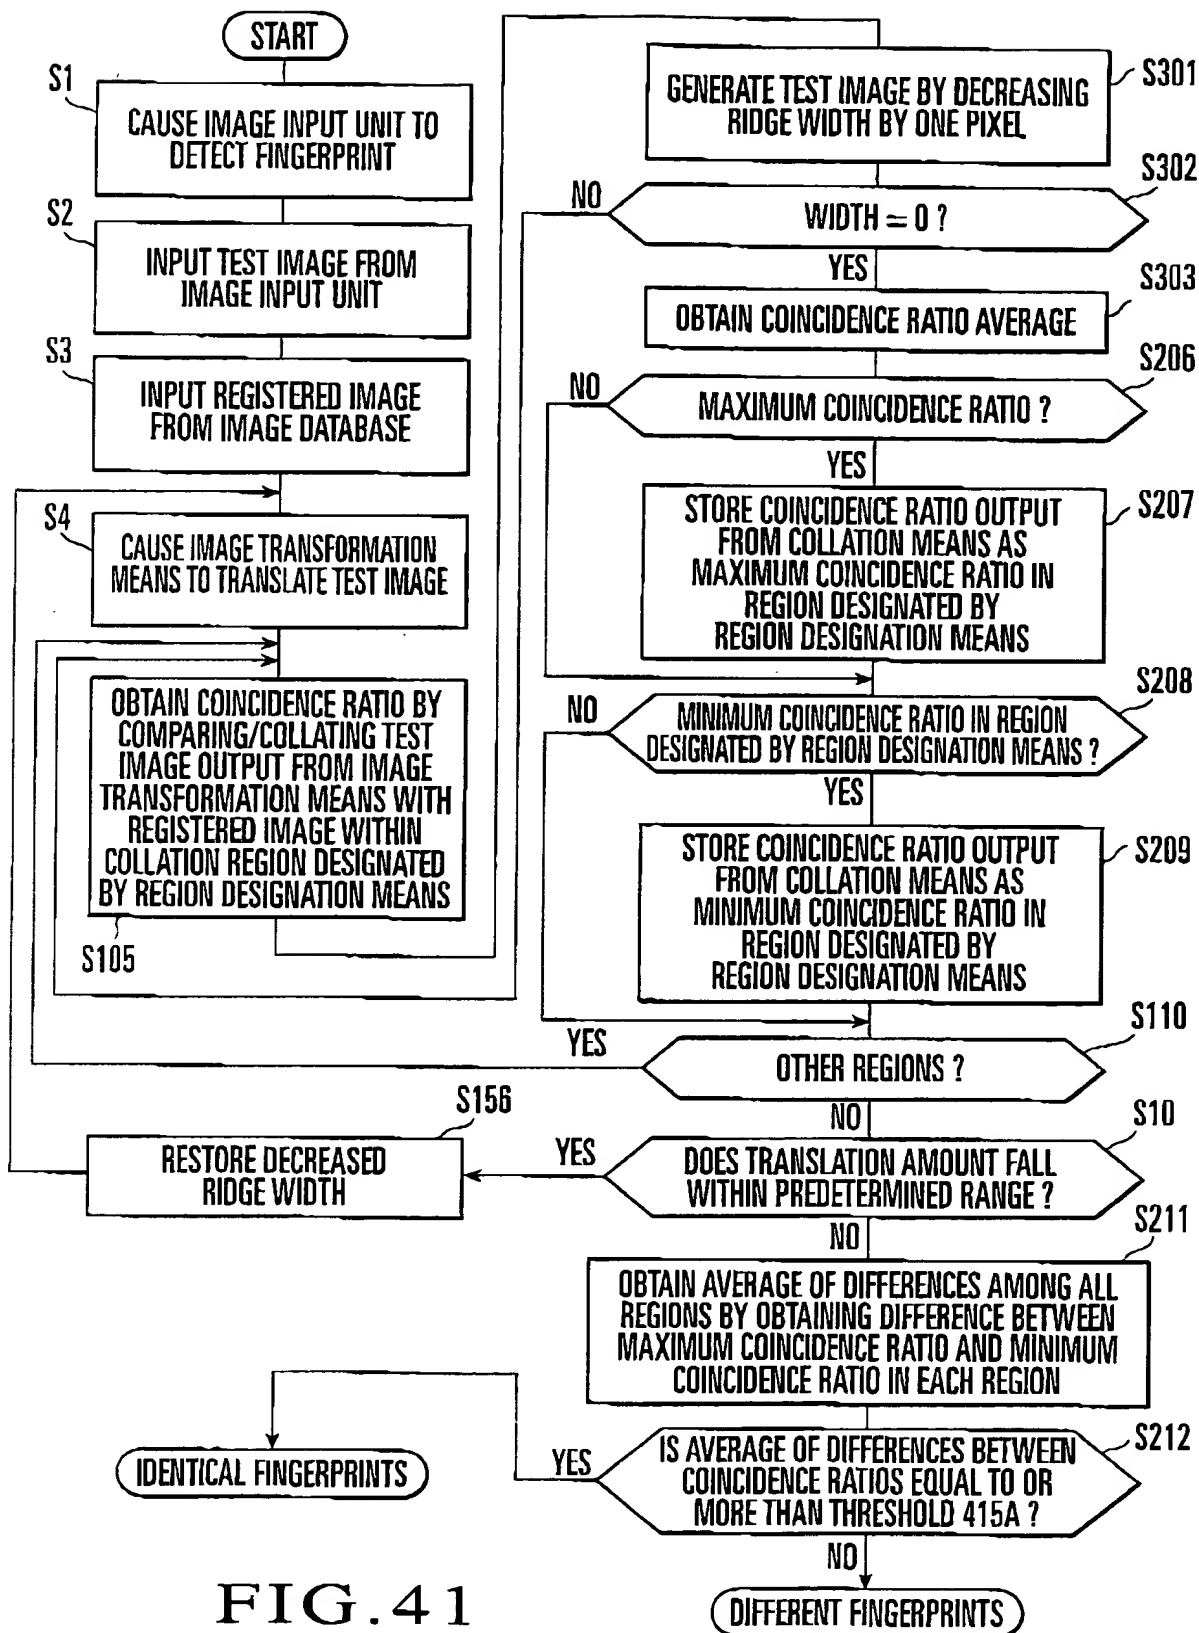 START
S1
CAUSE IMAGE INPUT UNIT TO
DETECT FINGERPRINT
S2
INPUT TEST IMAGE FROM
IMAGE INPUT UNIT
S3
INPUT REGISTERED IMAGE
FROM IMAGE DATABASE
S4
CAUSE IMAGE TRANSFORMATION
MEANS TO TRANSLATE TEST IMAGE
OBTAIN COINCIDENCE RATIO BY
COMPARING/COLLATING TEST
IMAGE OUTPUT FROM IMAGE
TRANSFORMATION MEANS WITH
REGISTERED IMAGE WITHIN
COLLATION REGION DESIGNATED
BY REGION DESIGNATION MEANS
S105
S301
GENERATE TEST IMAGE BY DECREASING
RIDGE WIDTH BY ONE PIXEL
S302
NO
WIDTH = 0 ?
YES
S303
OBTAIN COINCIDENCE RATIO AVERAGE
S206
NO
MAXIMUM COINCIDENCE RATIO ?
YES
S207
STORE COINCIDENCE RATIO OUTPUT
FROM COLLATION MEANS AS
MAXIMUM COINCIDENCE RATIO IN
REGION DESIGNATED BY
REGION DESIGNATION MEANS
S208
NO
MINIMUM COINCIDENCE RATIO IN REGION
DESIGNATED BY REGION DESIGNATION MEANS ?
YES
S209
STORE COINCIDENCE RATIO OUTPUT
FROM COLLATION MEANS AS
MINIMUM COINCIDENCE RATIO IN
REGION DESIGNATED BY
REGION DESIGNATION MEANS
S110
YES
OTHER REGIONS ?
NO
S10
DOES TRANSLATION AMOUNT FALL
WITHIN PREDETERMINED RANGE ?
YES
S156
RESTORE DECREASED
RIDGE WIDTH
NO
S211
OBTAIN AVERAGE OF DIFFERENCES AMONG ALL
REGIONS BY OBTAINING DIFFERENCE BETWEEN
MAXIMUM COINCIDENCE RATIO AND MINIMUM
COINCIDENCE RATIO IN EACH REGION
S212
IS AVERAGE OF DIFFERENCES BETWEEN
COINCIDENCE RATIOS EQUAL TO OR
MORE THAN THRESHOLD 415A ?
YES
IDENTICAL FINGERPRINTS
NO
DIFFERENT FINGERPRINTS
FIG.41